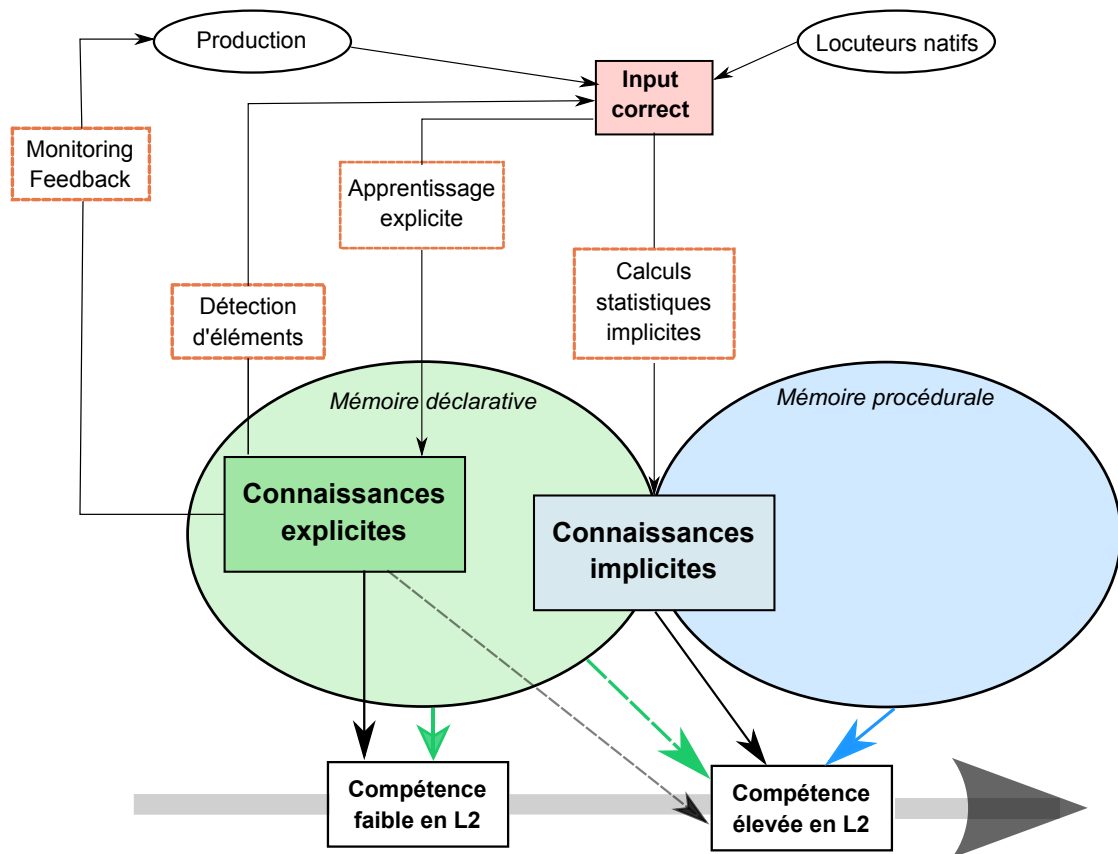 Production
Locuteurs natifs
Input
correct
Monitoring
Feedback
Apprentissage
explicite
Calculs
statistiques
implicites
Détection
d'éléments
Mémoire déclarative
Mémoire procédurale
Connaissances
explicites
Connaissances
implicites
Compétence
faible en L2
Compétence
élevée en L2